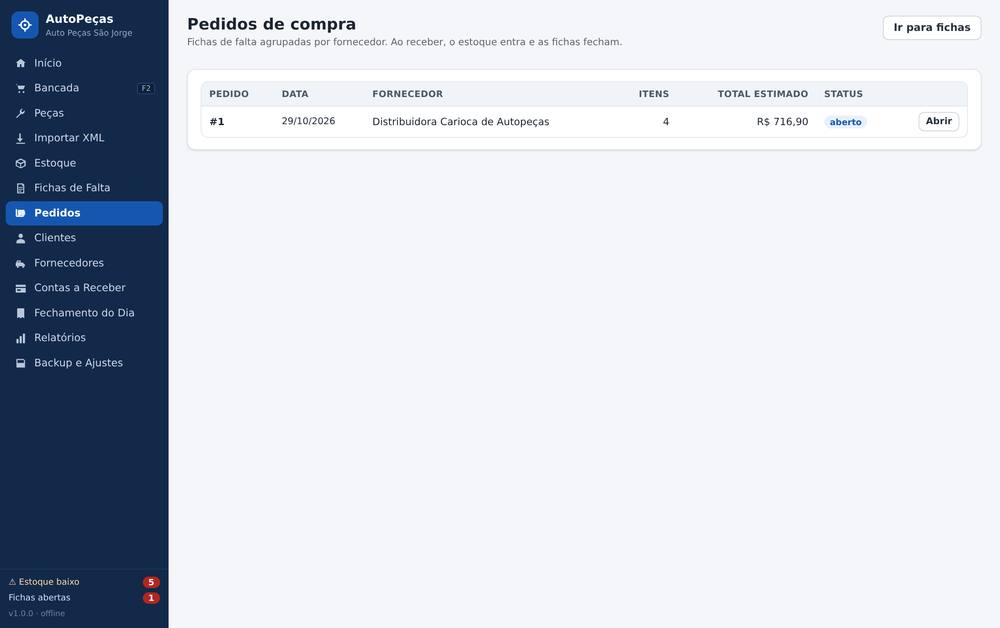 AutoPeças
Auto Peças São Jorge
Início
Bancada F2
Peças
Importar XML
Estoque
Fichas de Falta
Pedidos
Clientes
Fornecedores
Contas a Receber
Fechamento do Dia
Relatórios
Backup e Ajustes
⚠ Estoque baixo 5
Fichas abertas 1
v1.0.0 · offline
Pedidos de compra
Fichas de falta agrupadas por fornecedor. Ao receber, o estoque entra e as fichas fecham.
Ir para fichas
PEDIDO DATA FORNECEDOR ITENS TOTAL ESTIMADO STATUS
#1 29/10/2026 Distribuidora Carioca de Autopeças 4 R$ 716,90 aberto Abrir